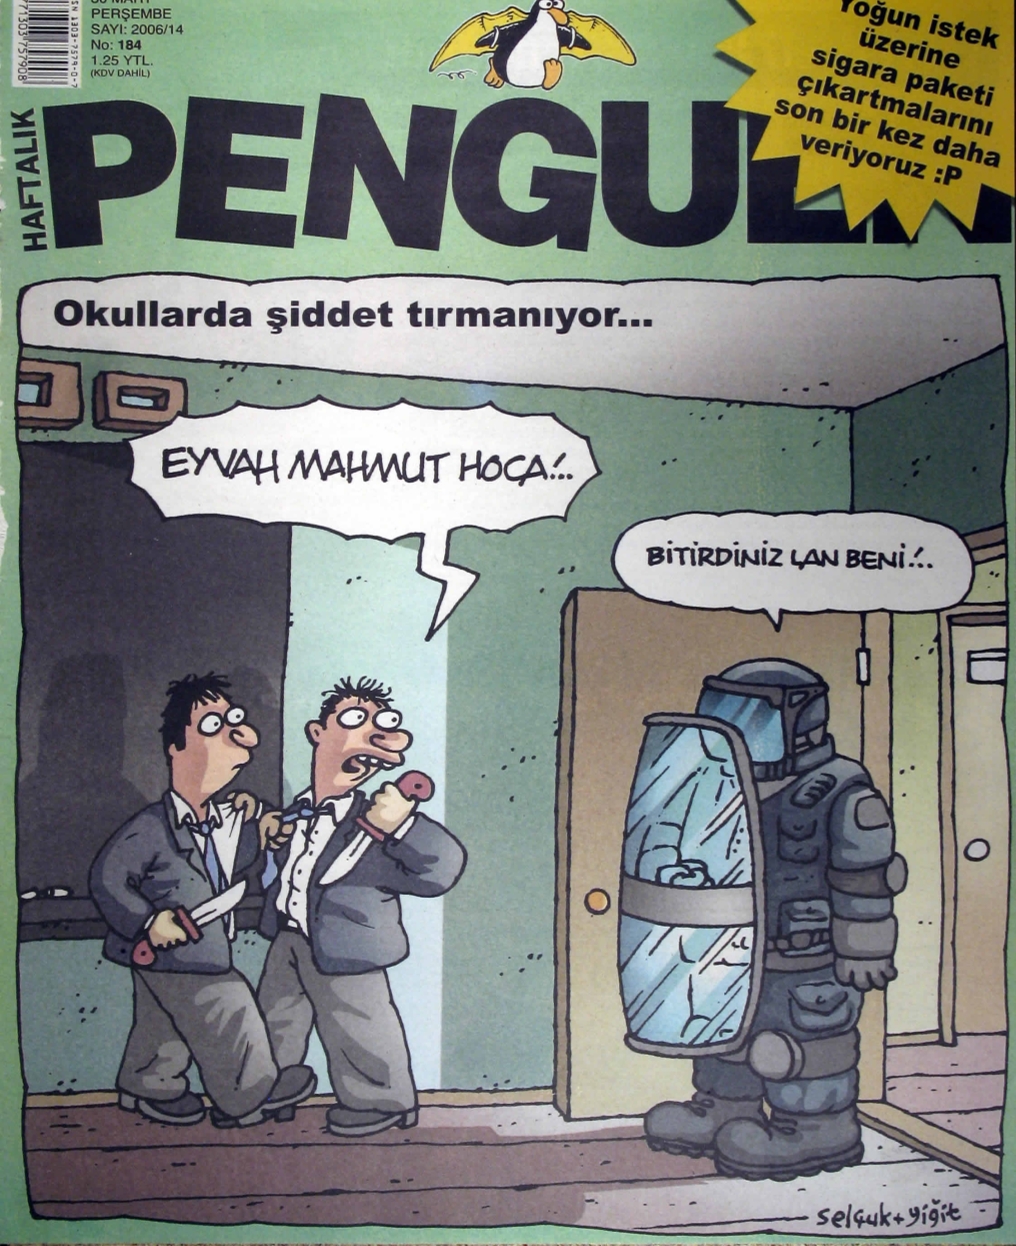 PERŞEMBE
SAYI: 2006/14
No: 184
1.25 YTL.
(KDV DAHİL)
HAFTALIK
PENGUEN
Yoğun istek
üzerine
sigara paketi
çıkartmalarını
son bir kez daha
veriyoruz :P
Okullarda şiddet tırmanıyor...
EYVAH MAHMUT HOCA!..
BİTİRDİNİZ LAN BENİ!..
selçuk+yiğit